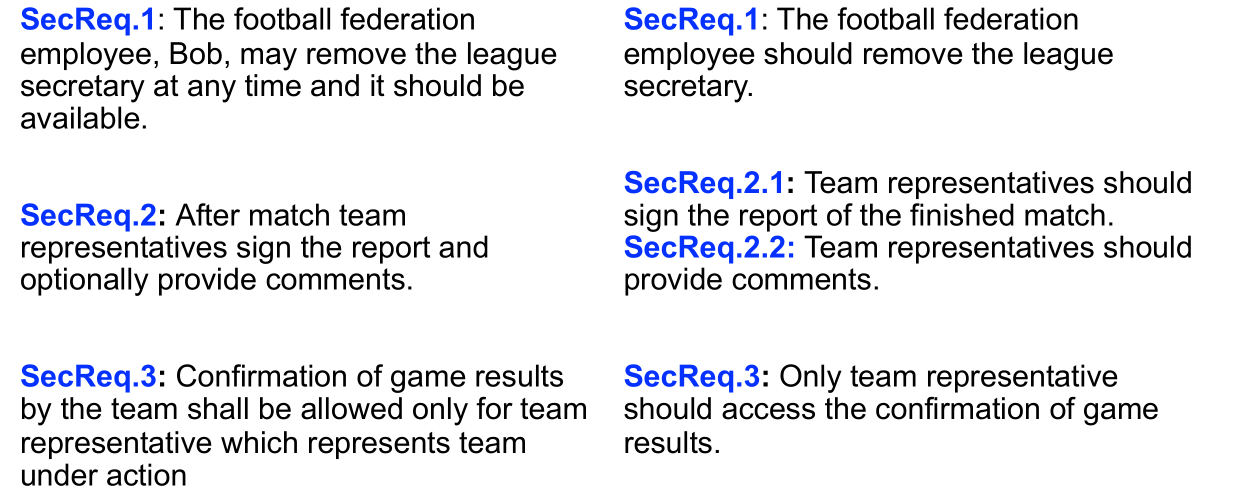 SecReq.1: The football federation
employee, Bob, may remove the league
secretary at any time and it should be
available.
SecReq.2: After match team
representatives sign the report and
optionally provide comments.
SecReq.3: Confirmation of game results
by the team shall be allowed only for team
representative which represents team
under action
SecReq.1: The football federation
employee should remove the league
secretary.
SecReq.2.1: Team representatives should
sign the report of the finished match.
SecReq.2.2: Team representatives should
provide comments.
SecReq.3: Only team representative
should access the confirmation of game
results.